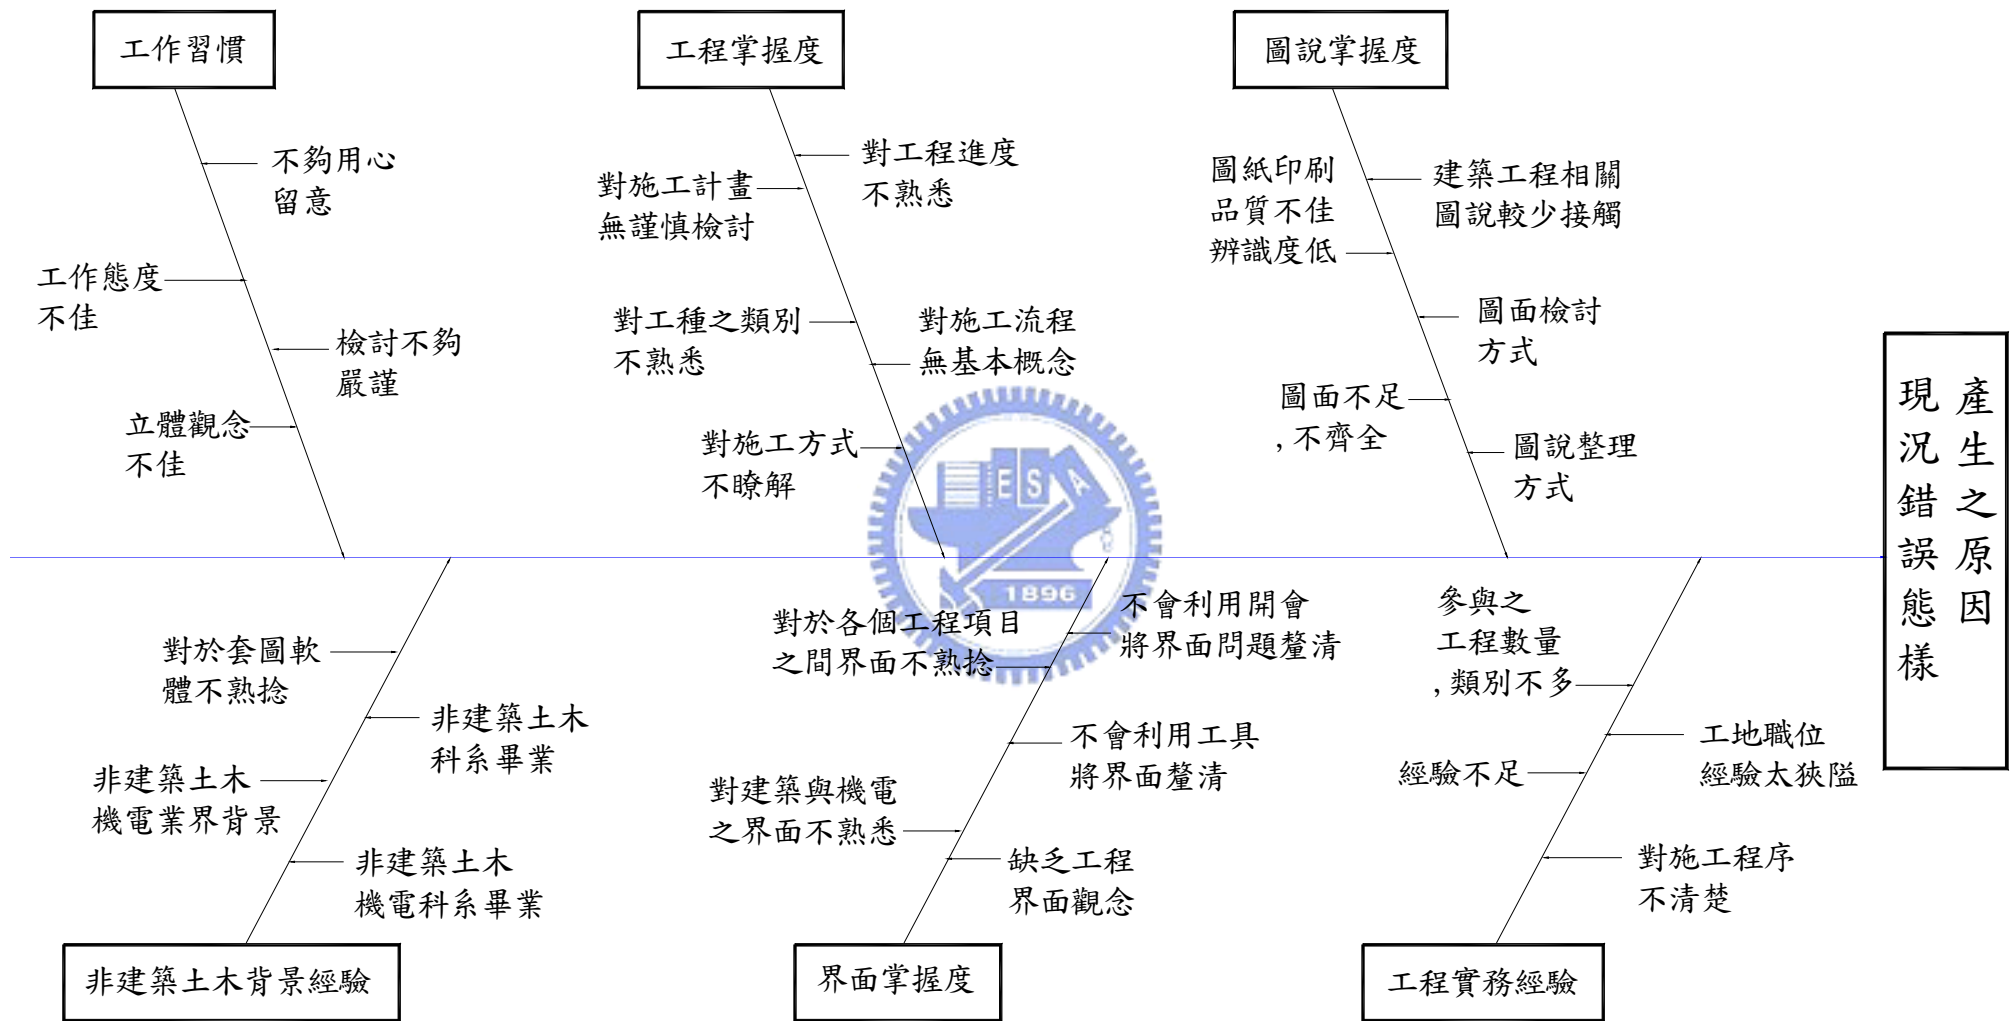 工作習慣
不夠用心
留意
工作態度
不佳
檢討不夠
嚴謹
立體觀念
不佳
工程掌握度
對工程進度
不熟悉
對施工計畫
無謹慎檢討
對工種之類別
不熟悉
對施工流程
無基本概念
對施工方式
不瞭解
圖說掌握度
圖紙印刷
品質不佳
辨識度低
建築工程相關
圖說較少接觸
圖面檢討
方式
圖面不足
,不齊全
圖說整理
方式
產生之原因
現況錯誤態樣
ESA
1896
對於套圖軟
體不熟捻
非建築土木
科系畢業
非建築土木
機電業界背景
非建築土木
機電科系畢業
非建築土木背景經驗
對於各個工程項目
之間界面不熟捻
不會利用開會
將界面問題釐清
不會利用工具
將界面釐清
對建築與機電
之界面不熟悉
缺乏工程
界面觀念
界面掌握度
參與之
工程數量
,類別不多
工地職位
經驗太狹隘
經驗不足
對施工程序
不清楚
工程實務經驗